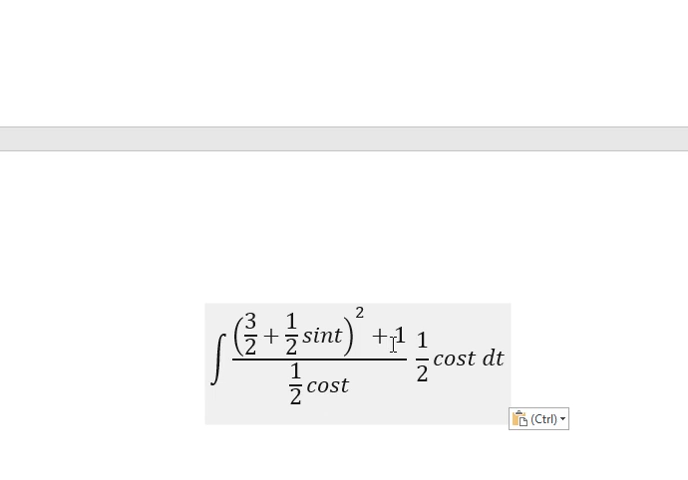 ∫ ((3/2 + 1/2 sint)^2 + 1) / (1/2 cost) 1/2 cost dt
(Ctrl)